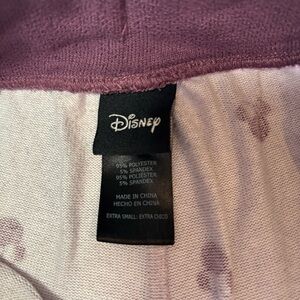 Disney
95% POLYESTER
5% SPANDEX
95% POLIÉSTER
5% SPANDEX
MADE IN CHINA
HECHO EN CHINA
EXTRA SMALL: EXTRA CHICO